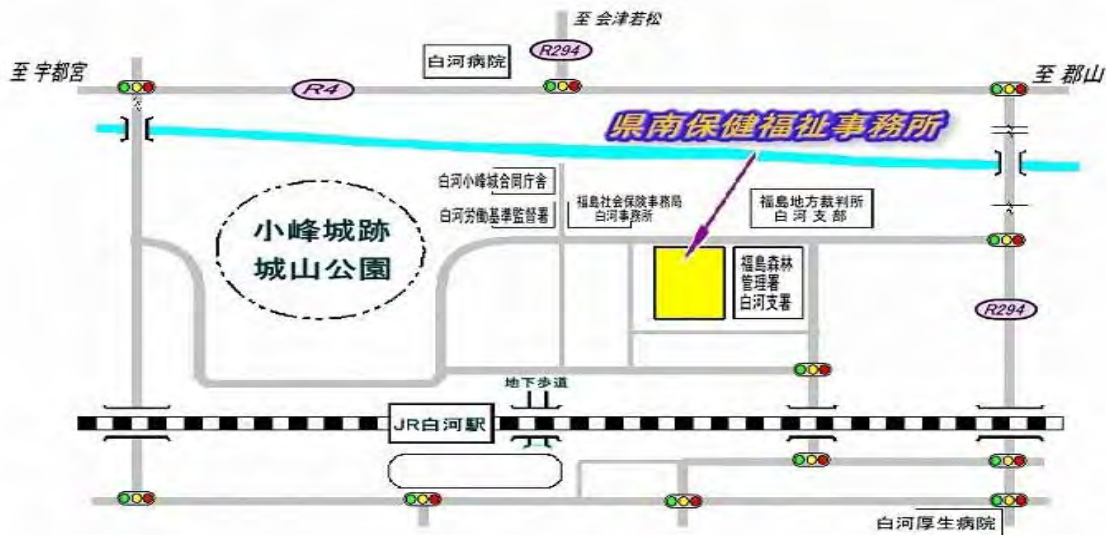 至 会津若松
R294
白河病院
至 宇都宮
R4
至 郡山
県南保健福祉事務所
白河小峰城合同庁舎
白河労働基準監督署
福島社会保険事務局
白河事務所
福島地方裁判所
白河支部
小峰城跡
城山公園
福島森林
管理署
白河支署
R294
地下歩道
JR白河駅
白河厚生病院